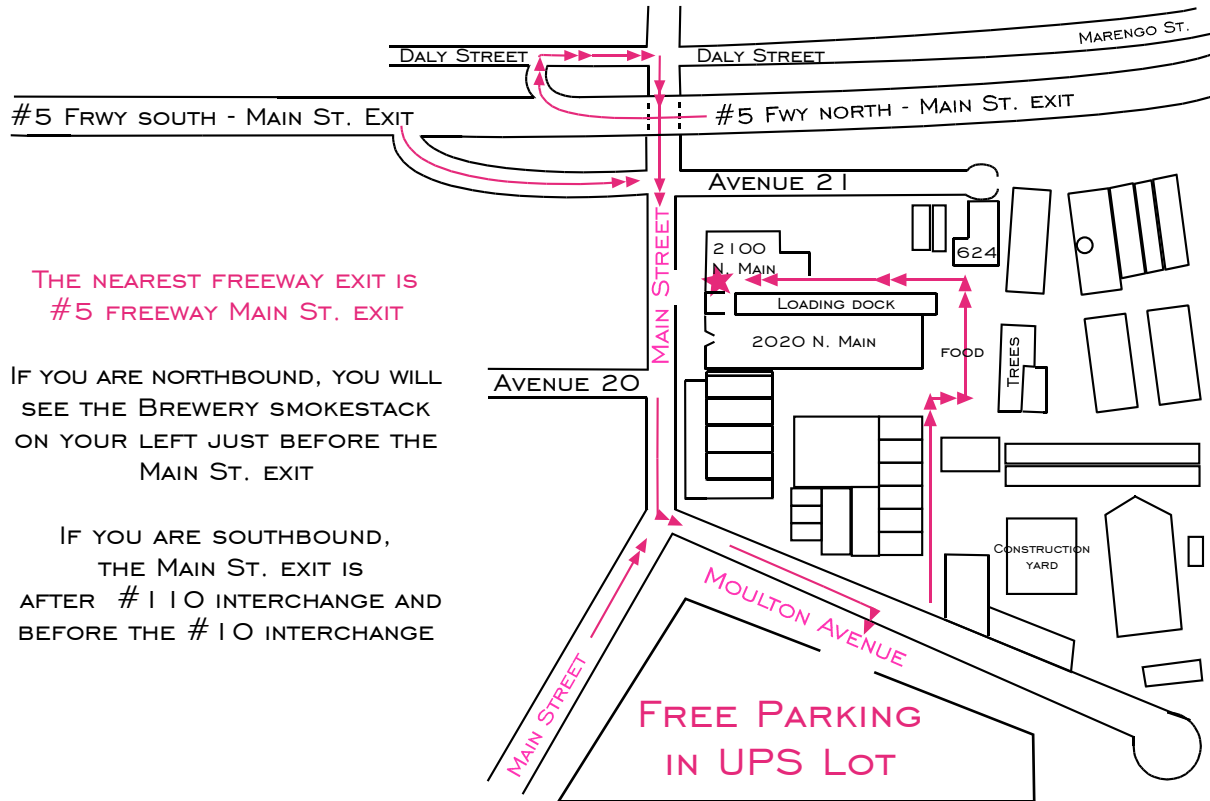 Marengo St.
Daly Street
Daly Street
#5 Frwy south - Main St. Exit
#5 Fwy north - Main St. exit
Avenue 21
Main Street
2100
N. Main
624
Loading dock
2020 N. Main
food
Trees
The nearest freeway exit is
#5 freeway Main St. exit
If you are northbound, you will
see the Brewery smokestack
on your left just before the
Main St. exit
If you are southbound,
the Main St. exit is
after #110 interchange and
before the #10 interchange
Avenue 20
Construction
yard
Moulton Avenue
Main Street
Free Parking
in UPS Lot